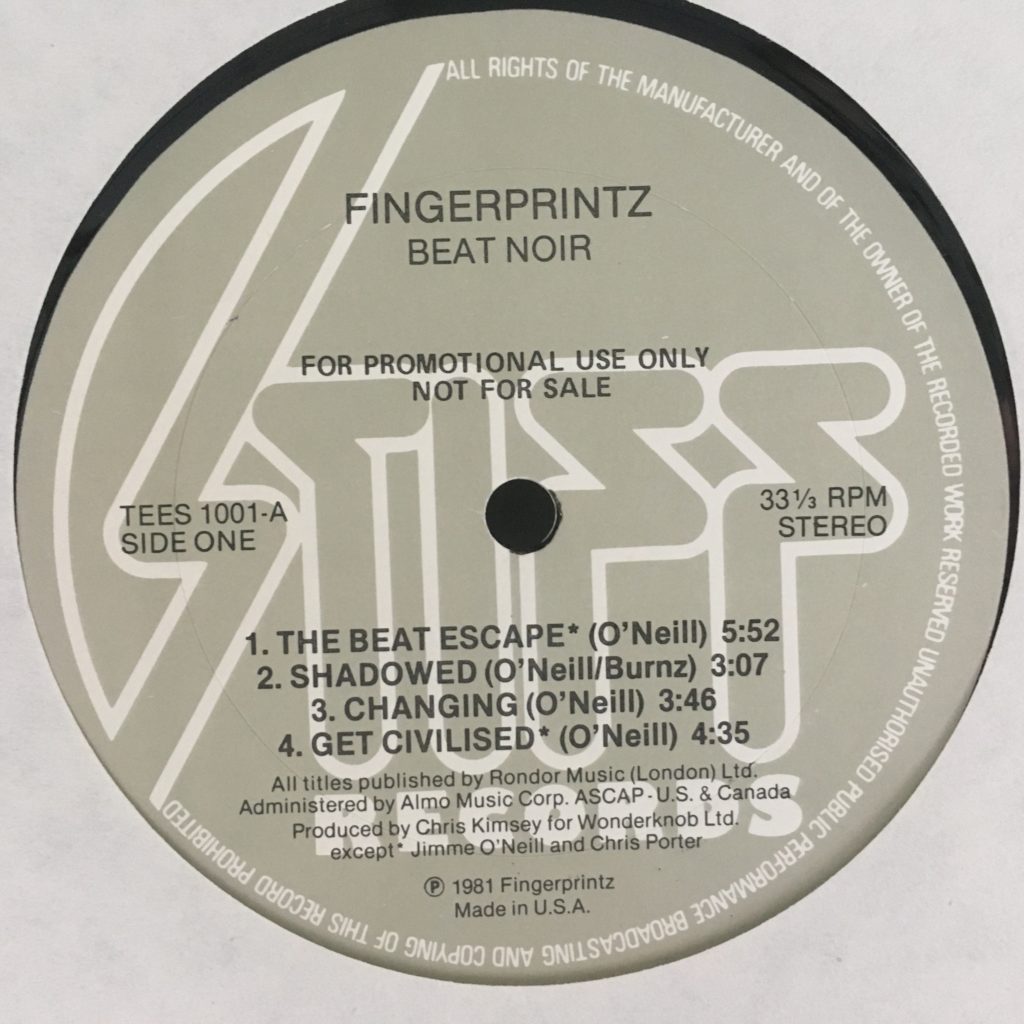 ALL RIGHTS OF THE MANUFACTURER AND OF THE OWNER OF THE RECORDED WORK RESERVED UNAUTHORISED PUBLIC PERFORMANCE BROADCASTING AND COPYING OF THIS RECORD PROHIBITED
FINGERPRINTZ
BEAT NOIR
FOR PROMOTIONAL USE ONLY
NOT FOR SALE
STIFF
TEES 1001-A
SIDE ONE
33⅓ RPM
STEREO
1. THE BEAT ESCAPE* (O'Neill) 5:52
2. SHADOWED (O'Neill/Burnz) 3:07
3. CHANGING (O'Neill) 3:46
4. GET CIVILISED* (O'Neill) 4:35
RECORDS
All titles published by Rondor Music (London) Ltd.
Administered by Almo Music Corp. ASCAP - U.S. & Canada
Produced by Chris Kimsey for Wonderknob Ltd.
except* Jimme O'Neill and Chris Porter
℗ 1981 Fingerprintz
Made in U.S.A.